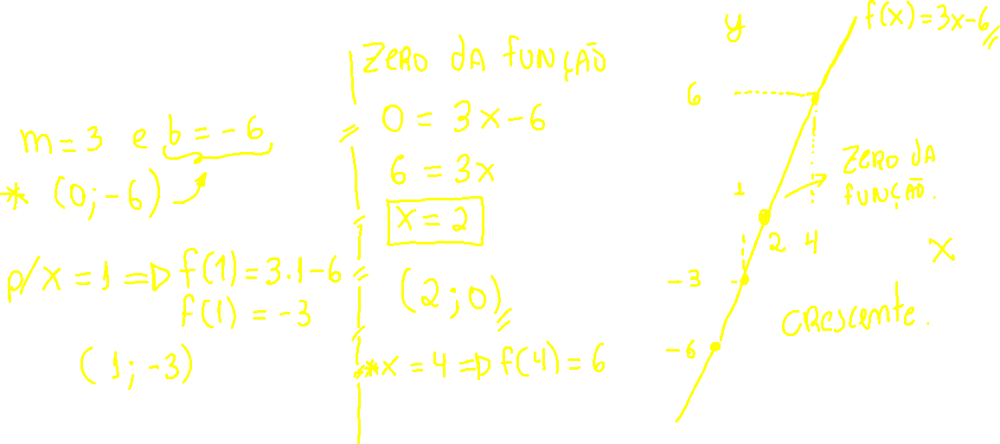 m = 3 e b = -6
* (0; -6)
p/ x = 1 => f(1) = 3.1-6
f(1) = -3
(1; -3)
ZERO DA FUNÇÃO
0 = 3x-6
6 = 3x
x = 2
(2; 0)
*x = 4 => f(4) = 6
y
f(x) = 3x-6
6
ZERO DA
FUNÇÃO.
1
2 4
x
-3
CRESCENTE.
-6